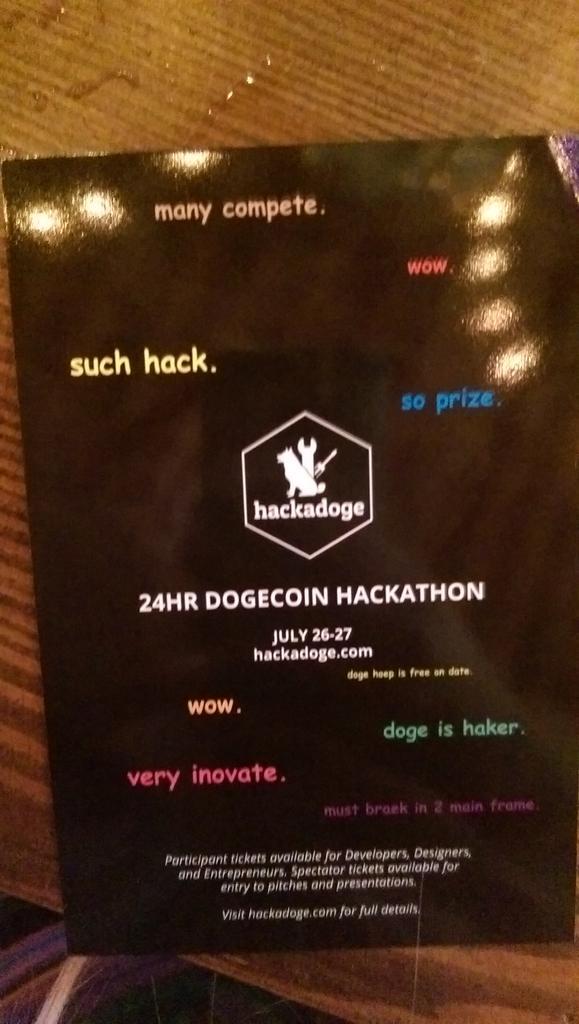 many compete.
wow.
such hack.
so prize.
hackadoge
24HR DOGECOIN HACKATHON
JULY 26-27
hackadoge.com
doge hoep is free on date.
wow.
doge is haker.
very inovate.
must braek in 2 main frame.
Participant tickets available for Developers, Designers,
and Entrepreneurs. Spectator tickets available for
entry to pitches and presentations.
Visit hackadoge.com for full details.